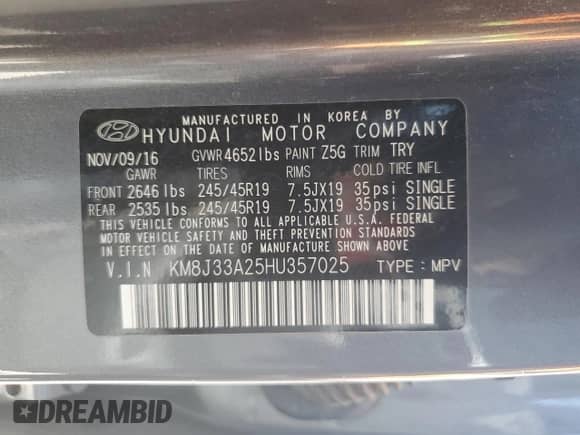 MANUFACTURED IN KOREA BY
HYUNDAI MOTOR COMPANY
NOV/09/16 GVWR 4652lbs PAINT Z5G TRIM TRY
GAWR TIRES RIMS COLD TIRE INFL
FRONT 2646 lbs 245/45R19 7.5JX19 35psi SINGLE
REAR 2535 lbs 245/45R19 7.5JX19 35psi SINGLE
THIS VEHICLE CONFORMS TO ALL APPLICABLE U.S.A. FEDERAL
MOTOR VEHICLE SAFETY AND THEFT PREVENTION STANDARDS
IN EFFECT ON THE DATE OF MANUFACTURE SHOWN ABOVE.
V.I.N KM8J33A25HU357025 TYPE : MPV
DREAMBID